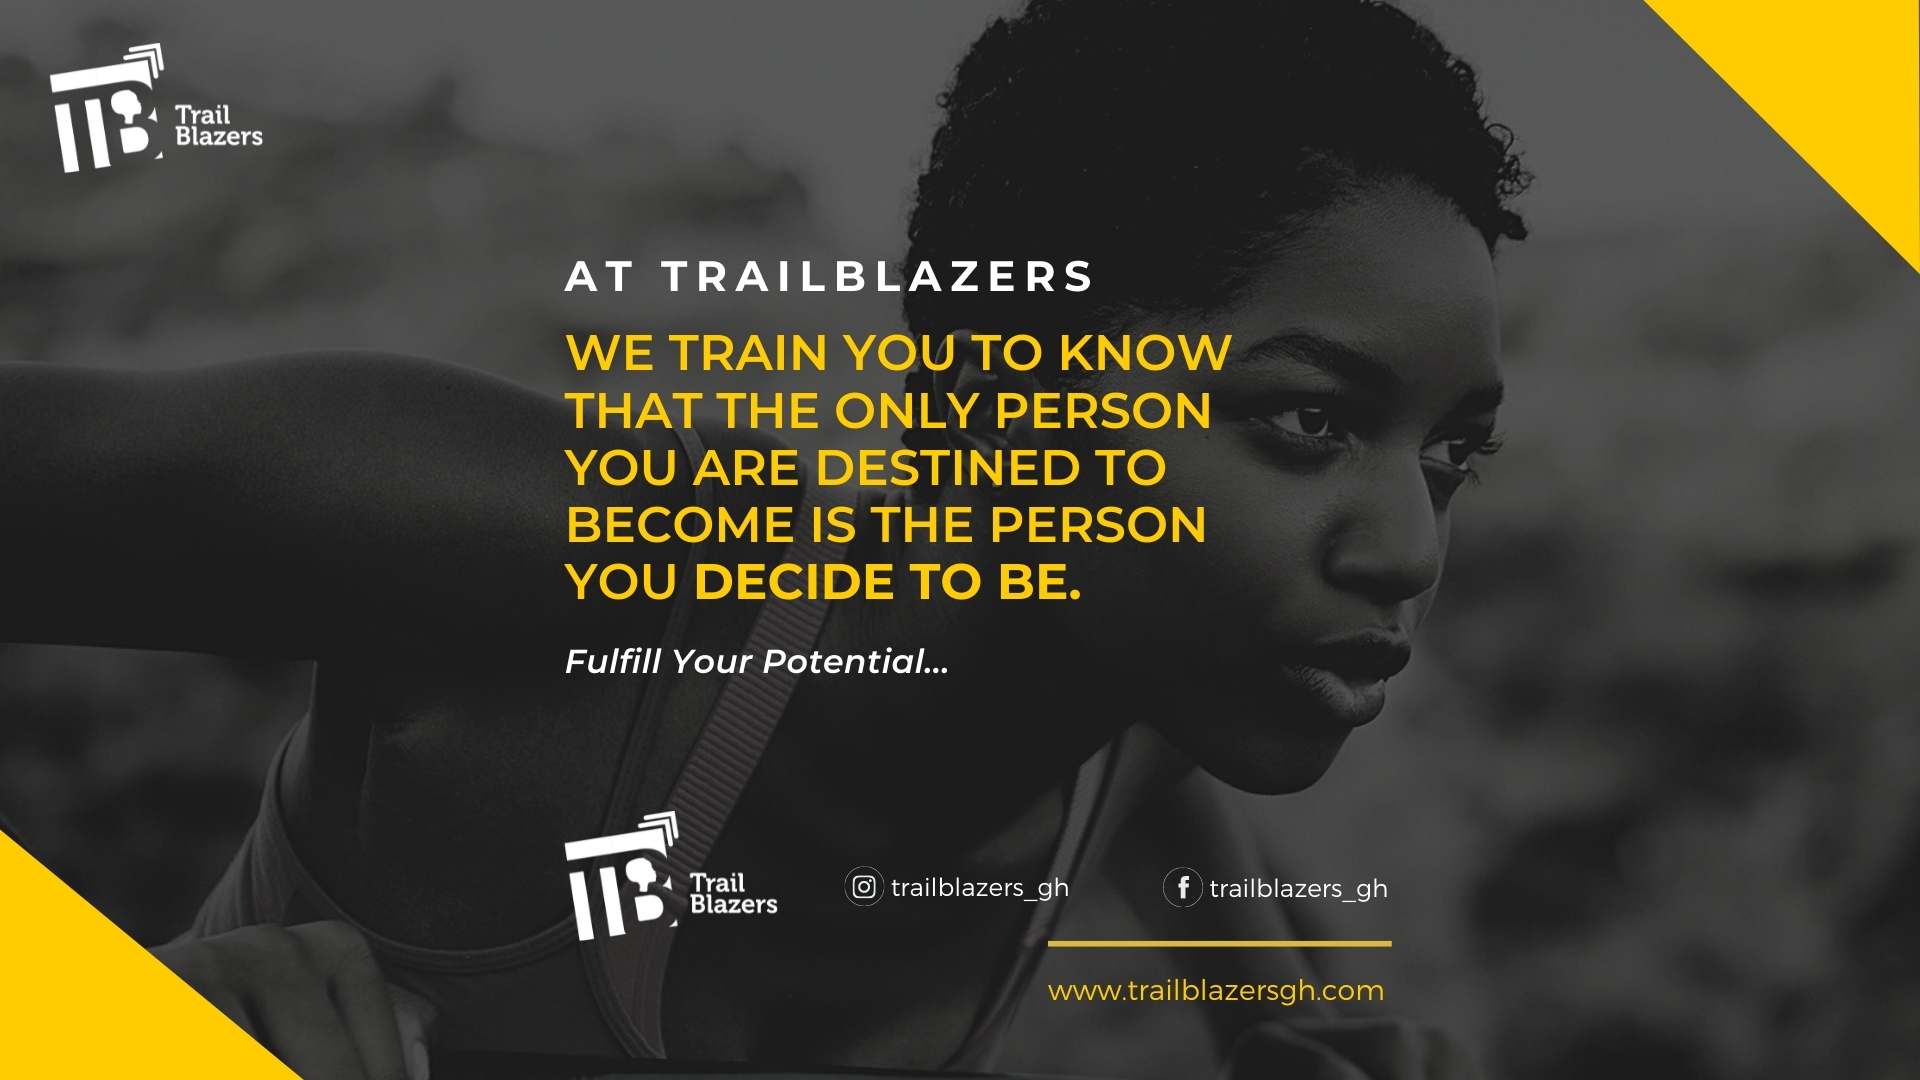 Trail
Blazers
AT TRAILBLAZERS
WE TRAIN YOU TO KNOW
THAT THE ONLY PERSON
YOU ARE DESTINED TO
BECOME IS THE PERSON
YOU DECIDE TO BE.
Fulfill Your Potential...
Trail
Blazers
trailblazers_gh
trailblazers_gh
www.trailblazersgh.com